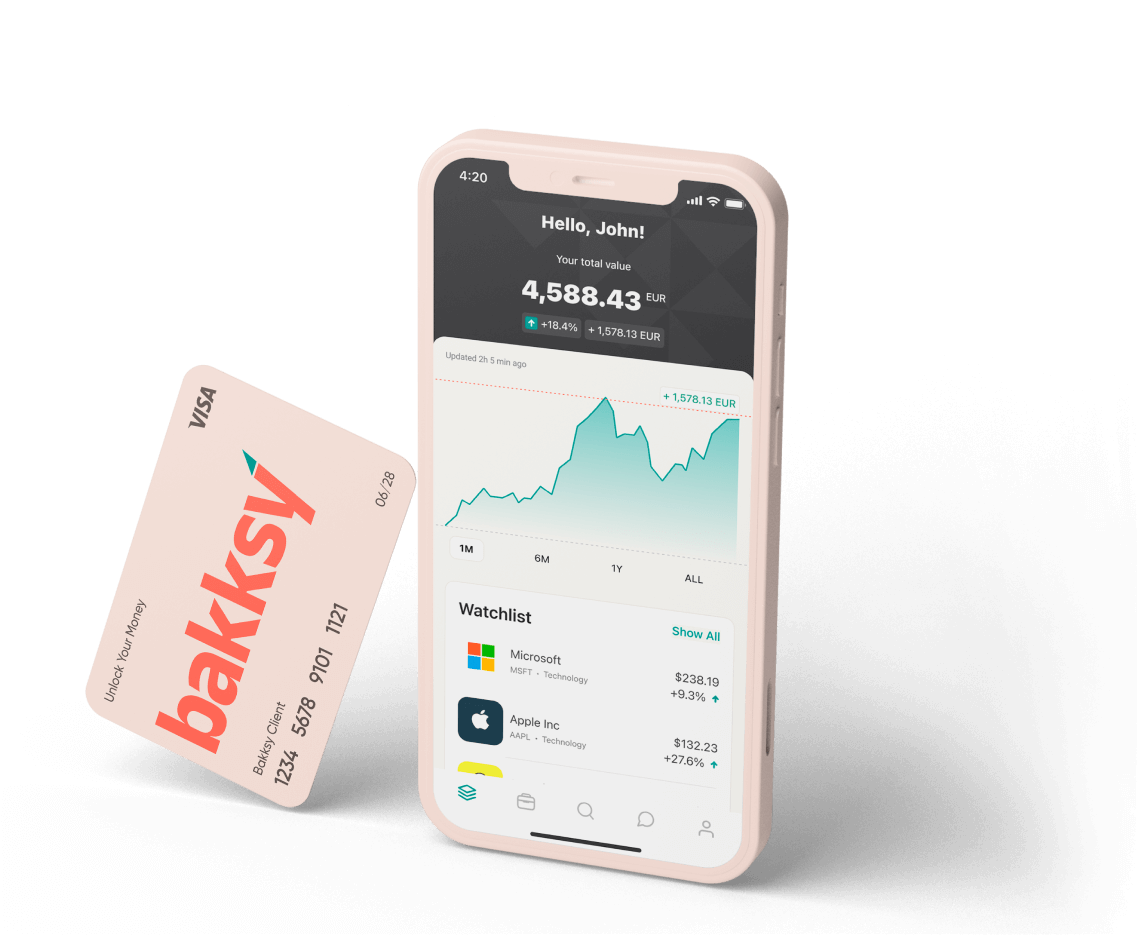 VISA
06/28
bakksy
Unlock Your Money
Bakksy Client
1234 5678 9101 1121
4:20
Hello, John!
Your total value
4,588.43 EUR
+18.4% + 1,578.13 EUR
Updated 2h 5 min ago
+ 1,578.13 EUR
1M 6M 1Y ALL
Watchlist Show All
Microsoft $238.19
MSFT • Technology +9.3%
Apple Inc $132.23
AAPL • Technology +27.6%